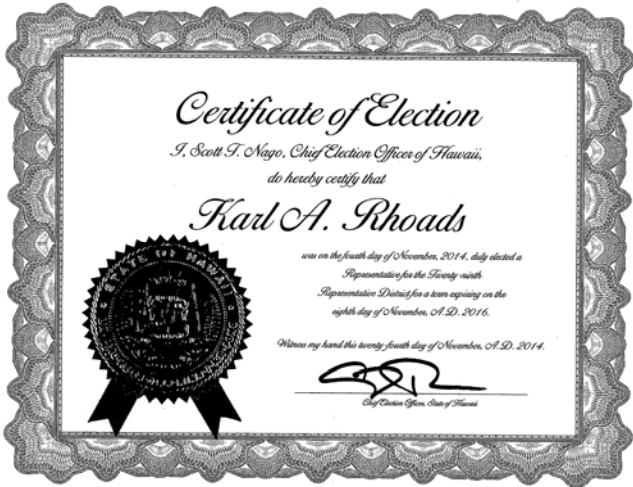 Certificate of Election
I, Scott T. Nago, Chief Election Officer of Hawaii,
do hereby certify that
Karl A. Rhoads
was on the fourth day of November, 2014, duly elected a
Representative for the Twenty-ninth
Representative District for a term expiring on the
eighth day of November, A.D. 2016.
Witness my hand this twenty-fourth day of November, A.D. 2014.
Chief Election Officer, State of Hawaii
STATE OF HAWAII